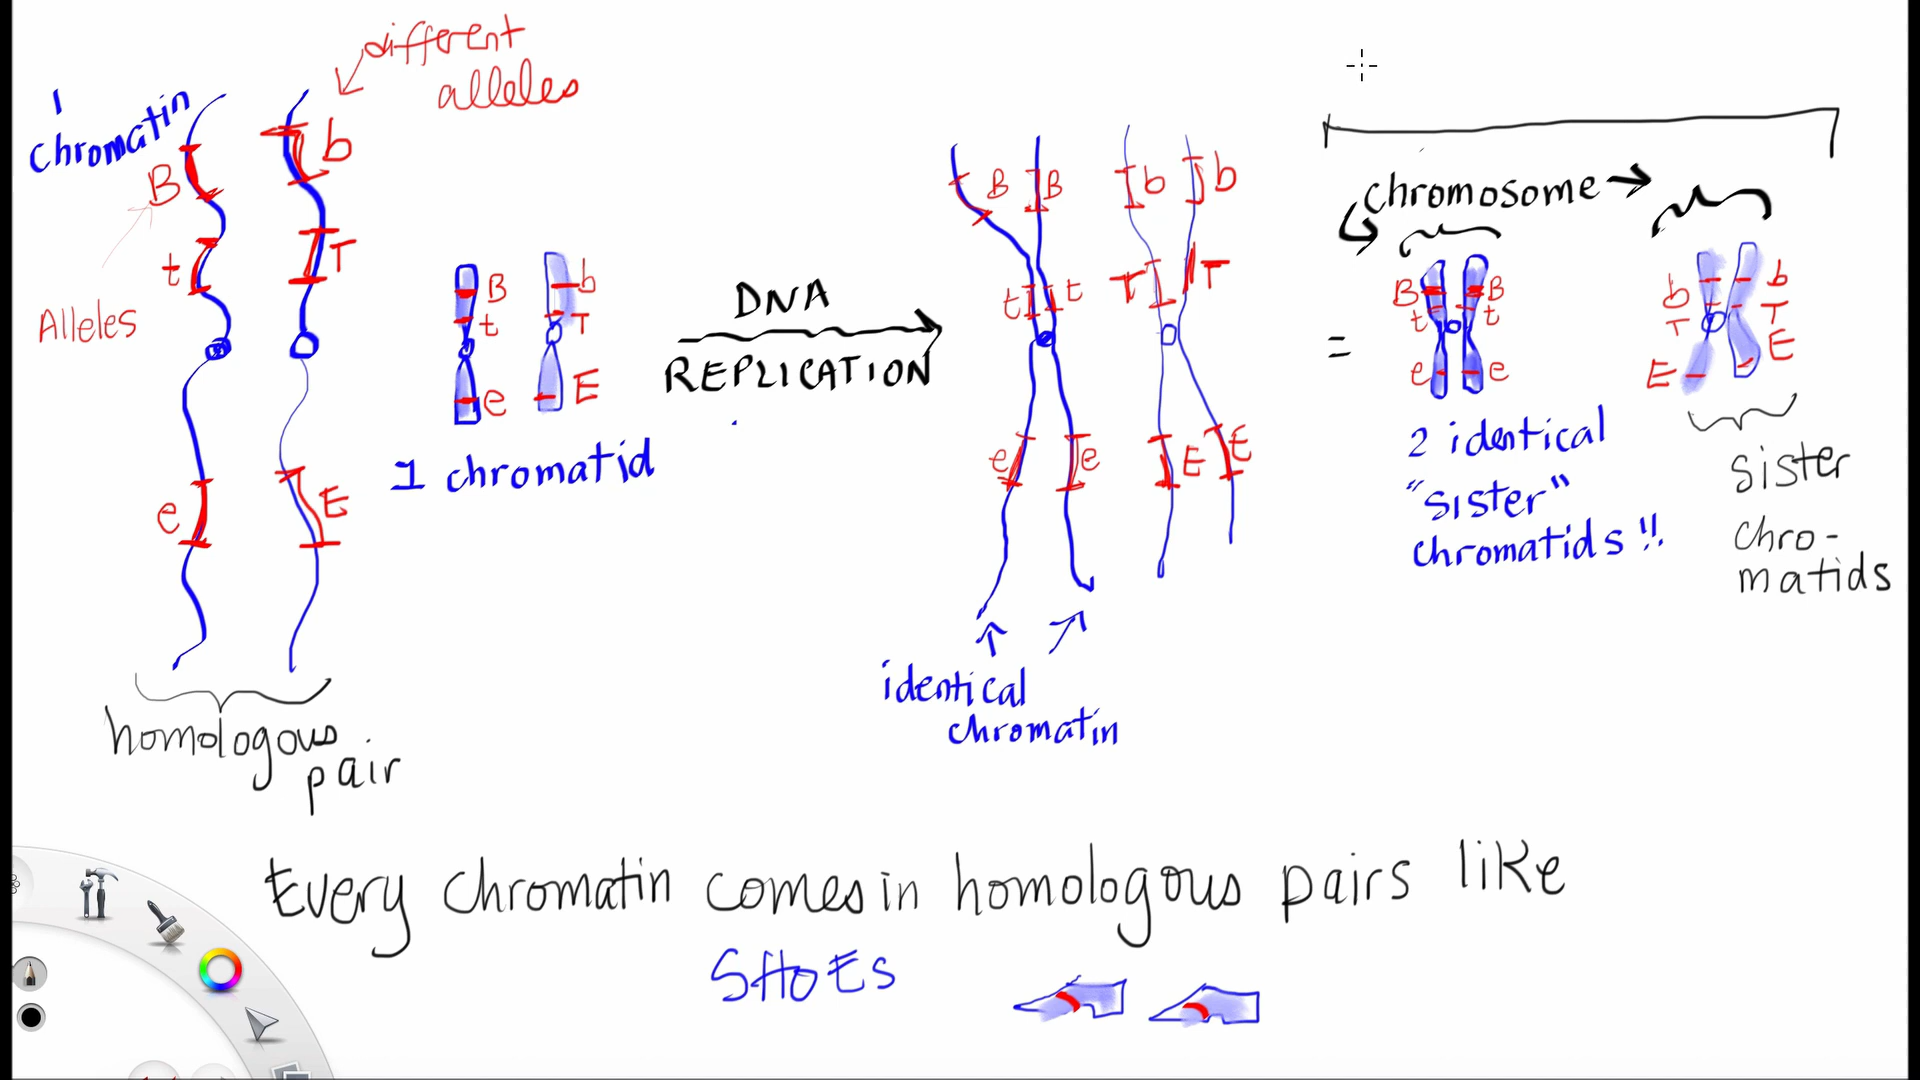 different
alleles
1
chromatin
B
b
t
T
Alleles
e
E
homologous
pair
B
t
e
b
T
E
1 chromatid
DNA
REPLICATION
B
B
b
b
t
t
T
T
e
e
E
E
identical
chromatin
=
chromosome
B
B
t
t
e
e
b
b
T
T
E
E
2 identical
"sister"
chromatids !!
sister
chro-
matids
Every chromatin comes in homologous pairs like
SHOES